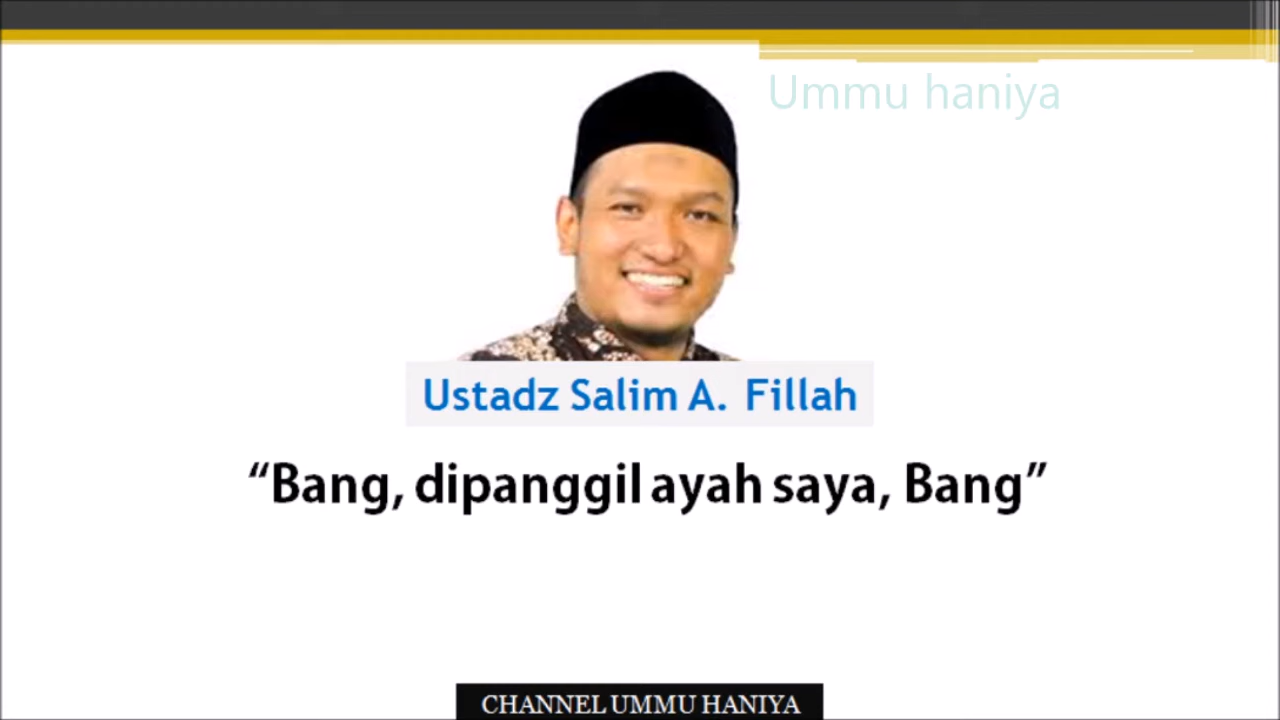 Ummu haniya
Ustadz Salim A. Fillah
“Bang, dipanggil ayah saya, Bang”
CHANNEL UMMU HANIYA